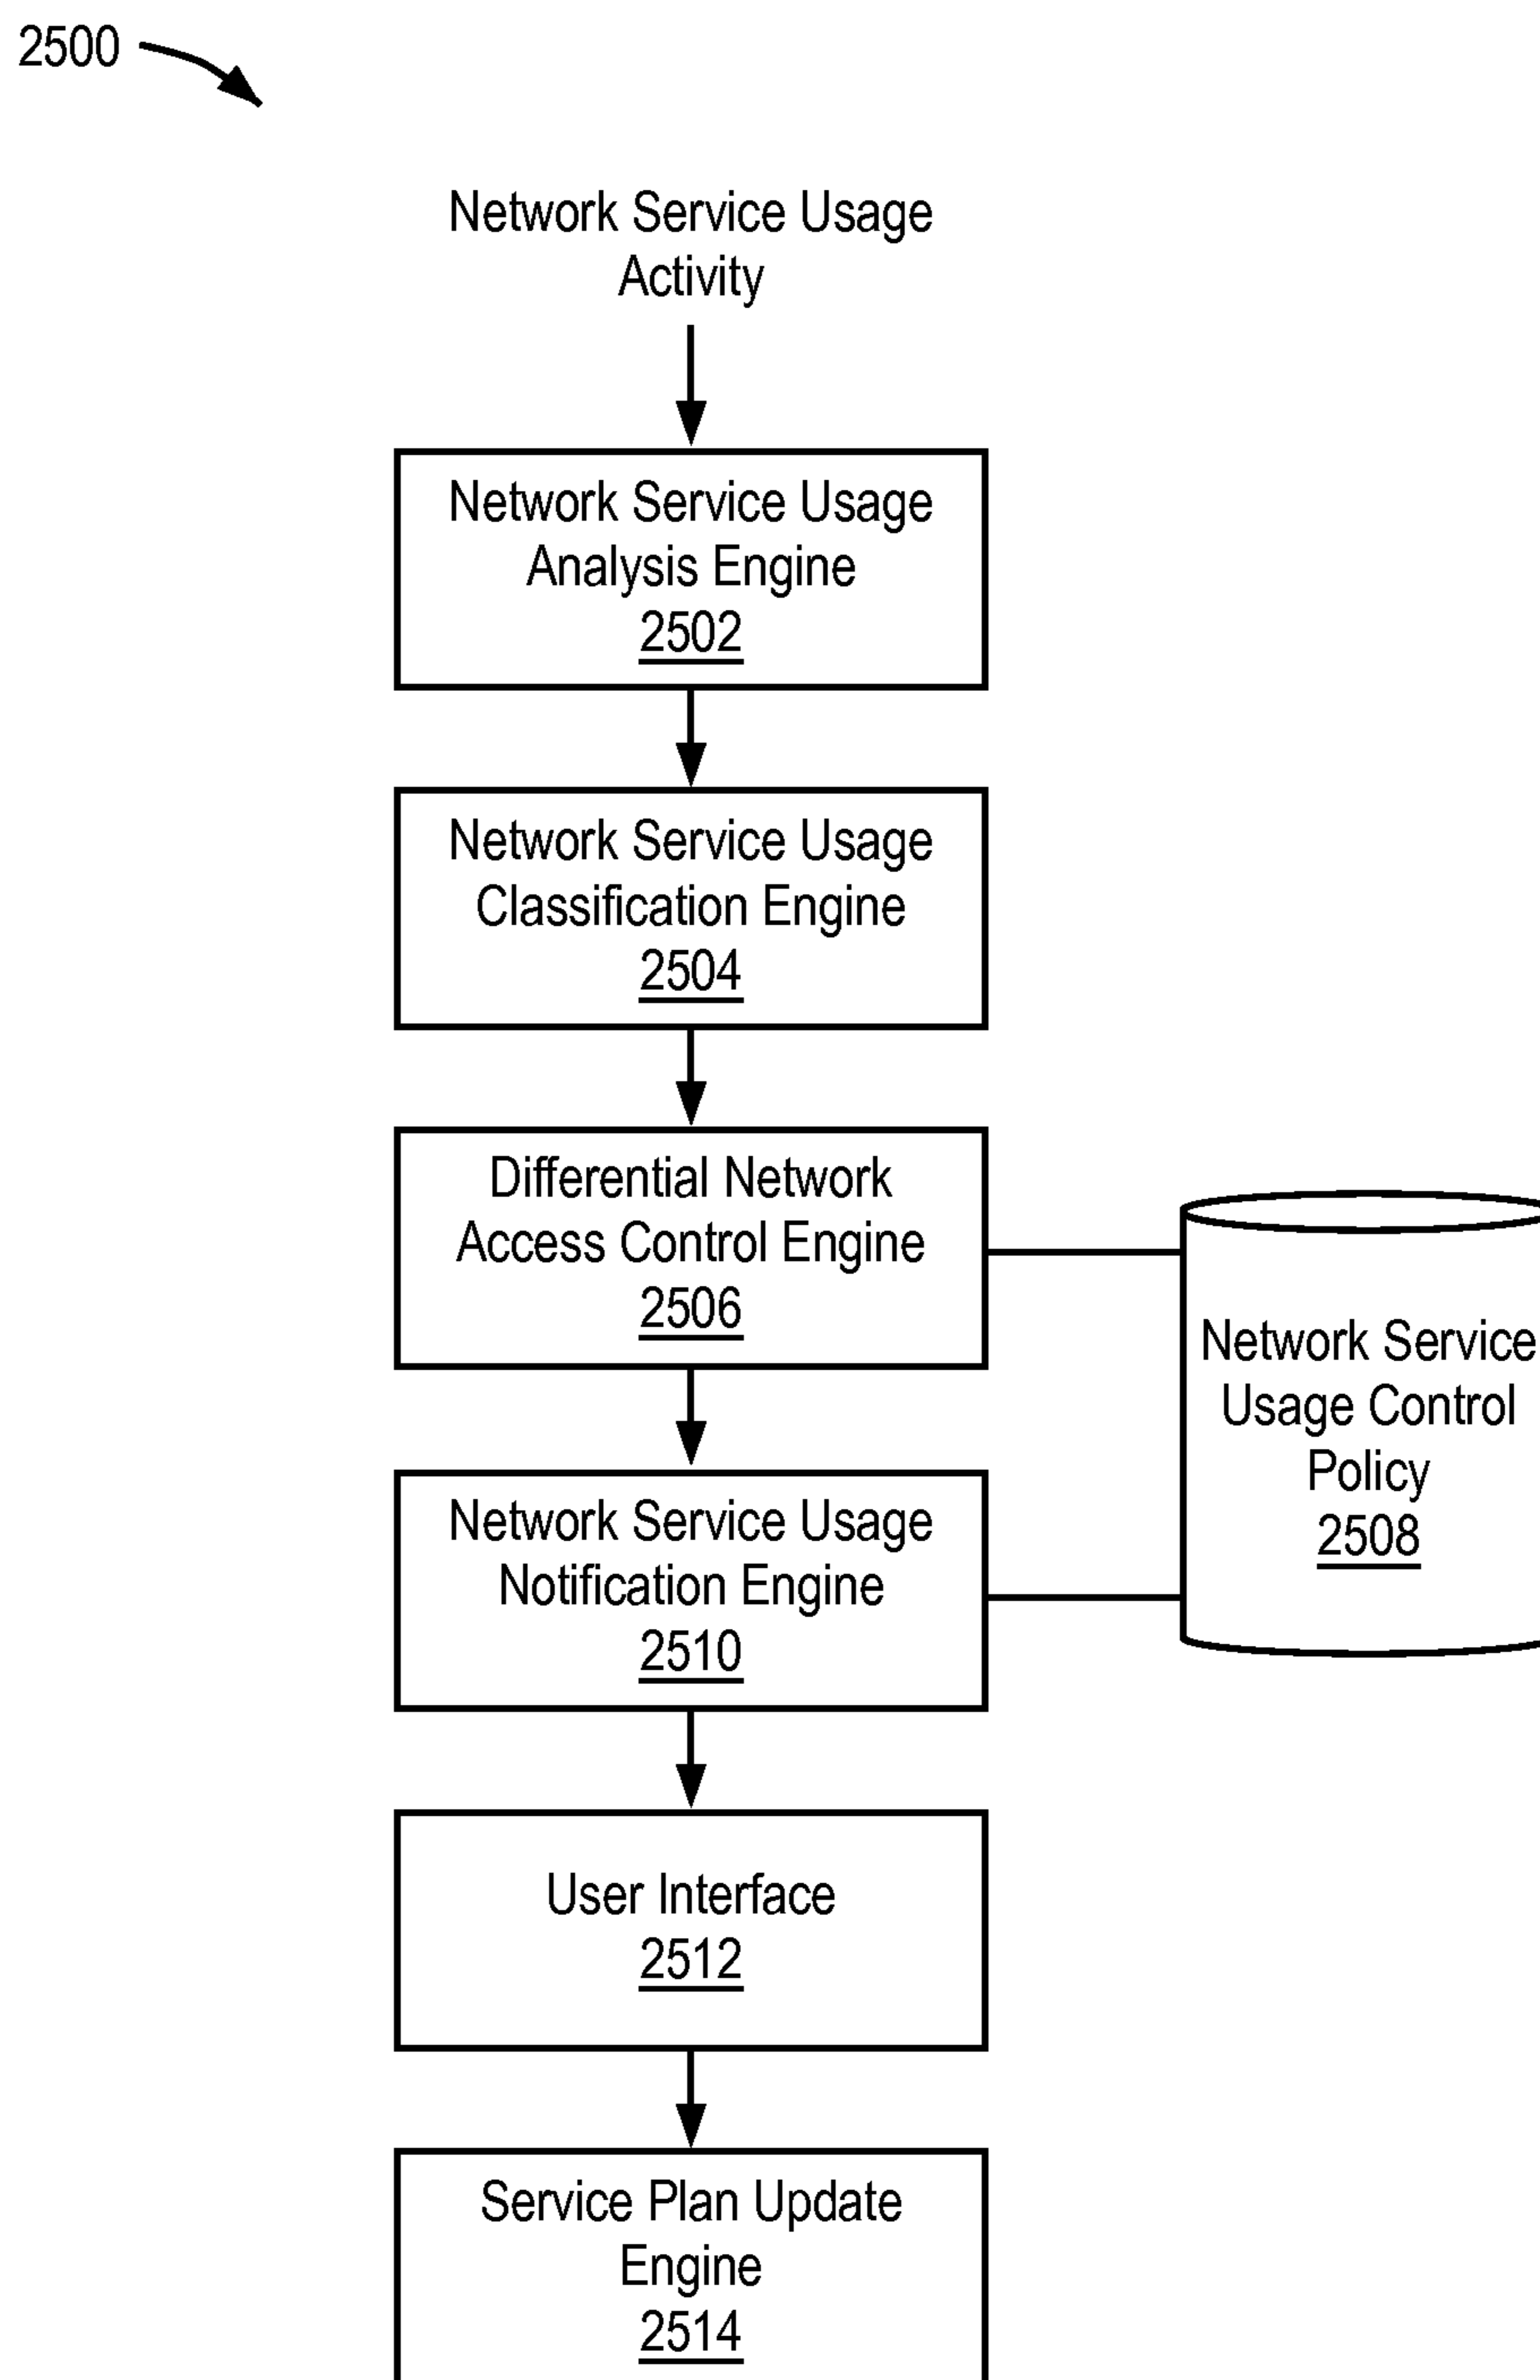 2500
Network Service Usage
Activity
Network Service Usage
Analysis Engine
2502
Network Service Usage
Classification Engine
2504
Differential Network
Access Control Engine
2506
Network Service
Usage Control
Policy
2508
Network Service Usage
Notification Engine
2510
User Interface
2512
Service Plan Update
Engine
2514